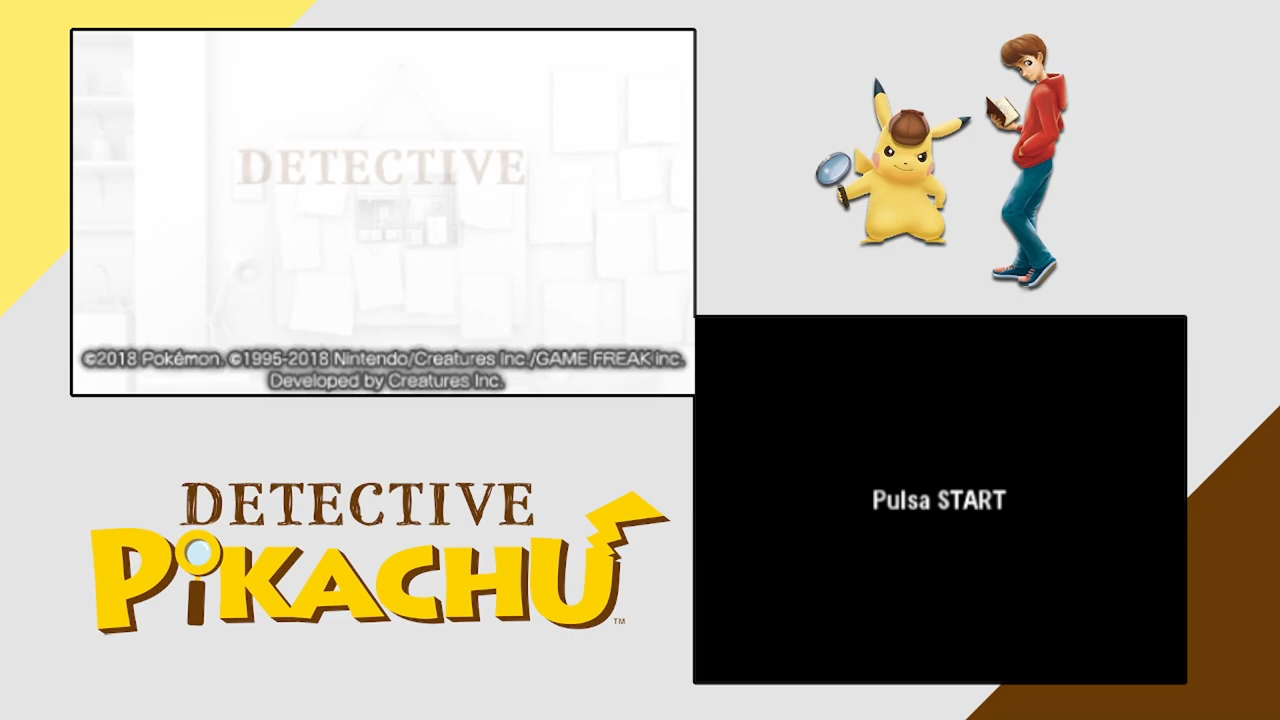 DETECTIVE
©2018 Pokémon. ©1995-2018 Nintendo/Creatures Inc./GAME FREAK inc.
Developed by Creatures Inc.
DETECTIVE
PiKACHU
TM
Pulsa START